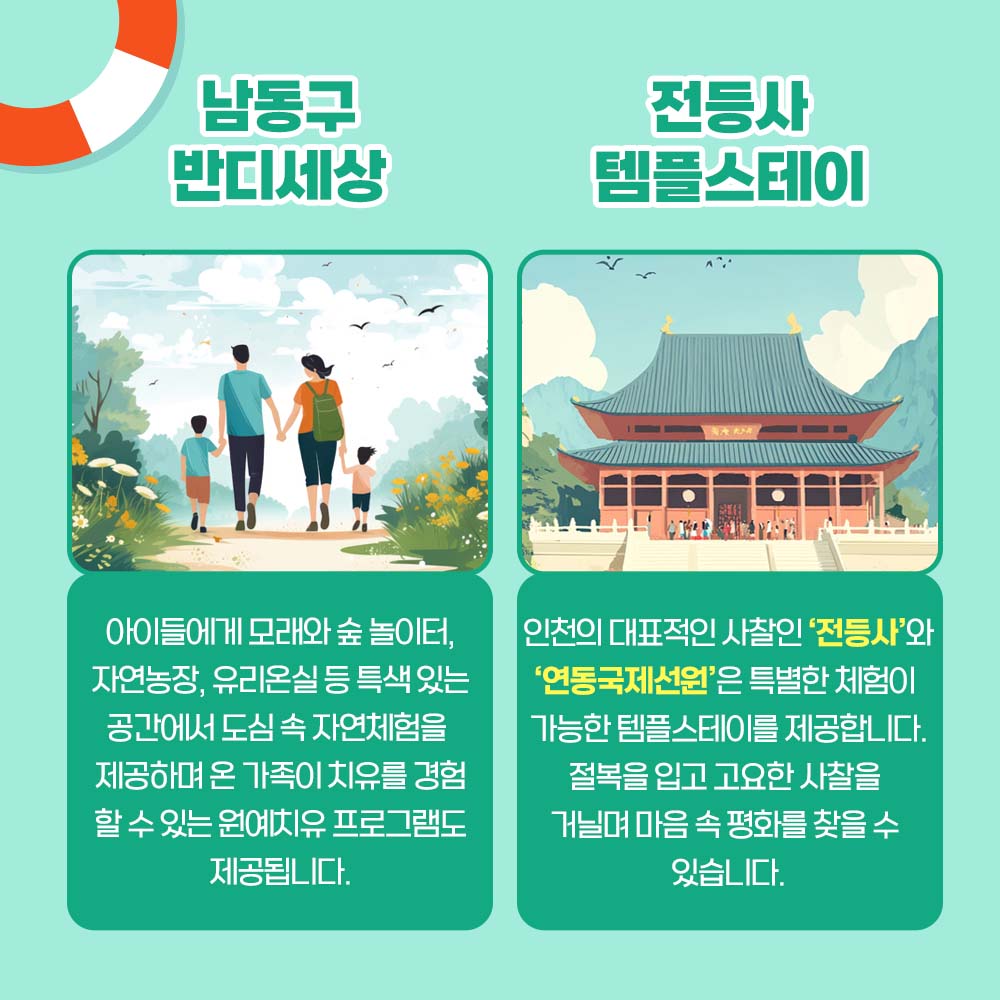 남동구
반디세상
아이들에게 모래와 숲 놀이터,
자연농장, 유리온실 등 특색 있는
공간에서 도심 속 자연체험을
제공하며 온 가족이 치유를 경험
할 수 있는 원예치유 프로그램도
제공됩니다.
전등사
템플스테이
인천의 대표적인 사찰인 ‘전등사’와
‘연등국제선원’은 특별한 체험이
가능한 템플스테이를 제공합니다.
절복을 입고 고요한 사찰을
거닐며 마음 속 평화를 찾을 수
있습니다.